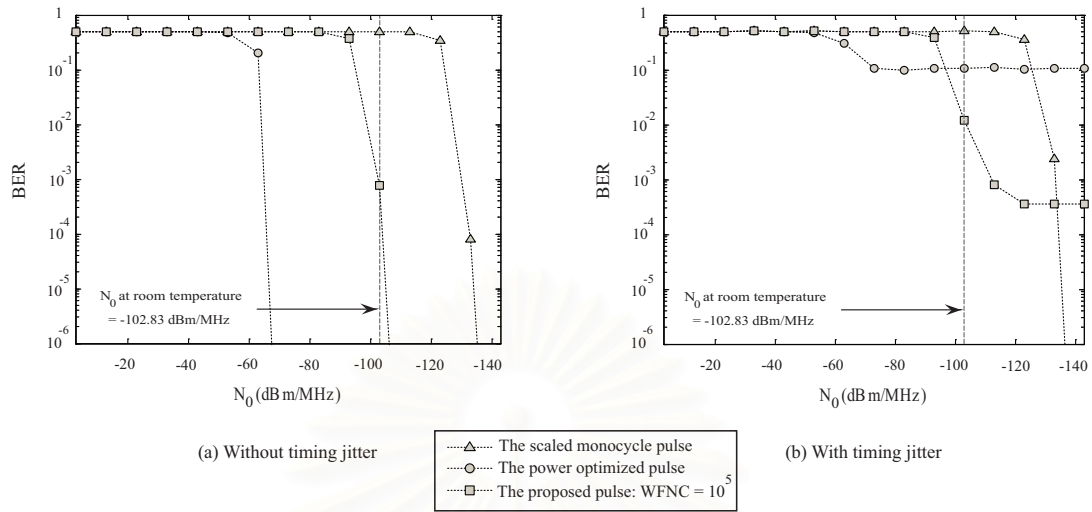 1
10^-1
10^-2
10^-3
10^-4
10^-5
10^-6
BER
N_0 at room temperature
= -102.83 dBm/MHz
-20 -40 -60 -80 -100 -120 -140
N_0 (dBm/MHz)
(a) Without timing jitter
1
10^-1
10^-2
10^-3
10^-4
10^-5
10^-6
BER
N_0 at room temperature
= -102.83 dBm/MHz
-20 -40 -60 -80 -100 -120 -140
N_0 (dBm/MHz)
(b) With timing jitter
The scaled monocycle pulse
The power optimized pulse
The proposed pulse: WFNC = 10^5